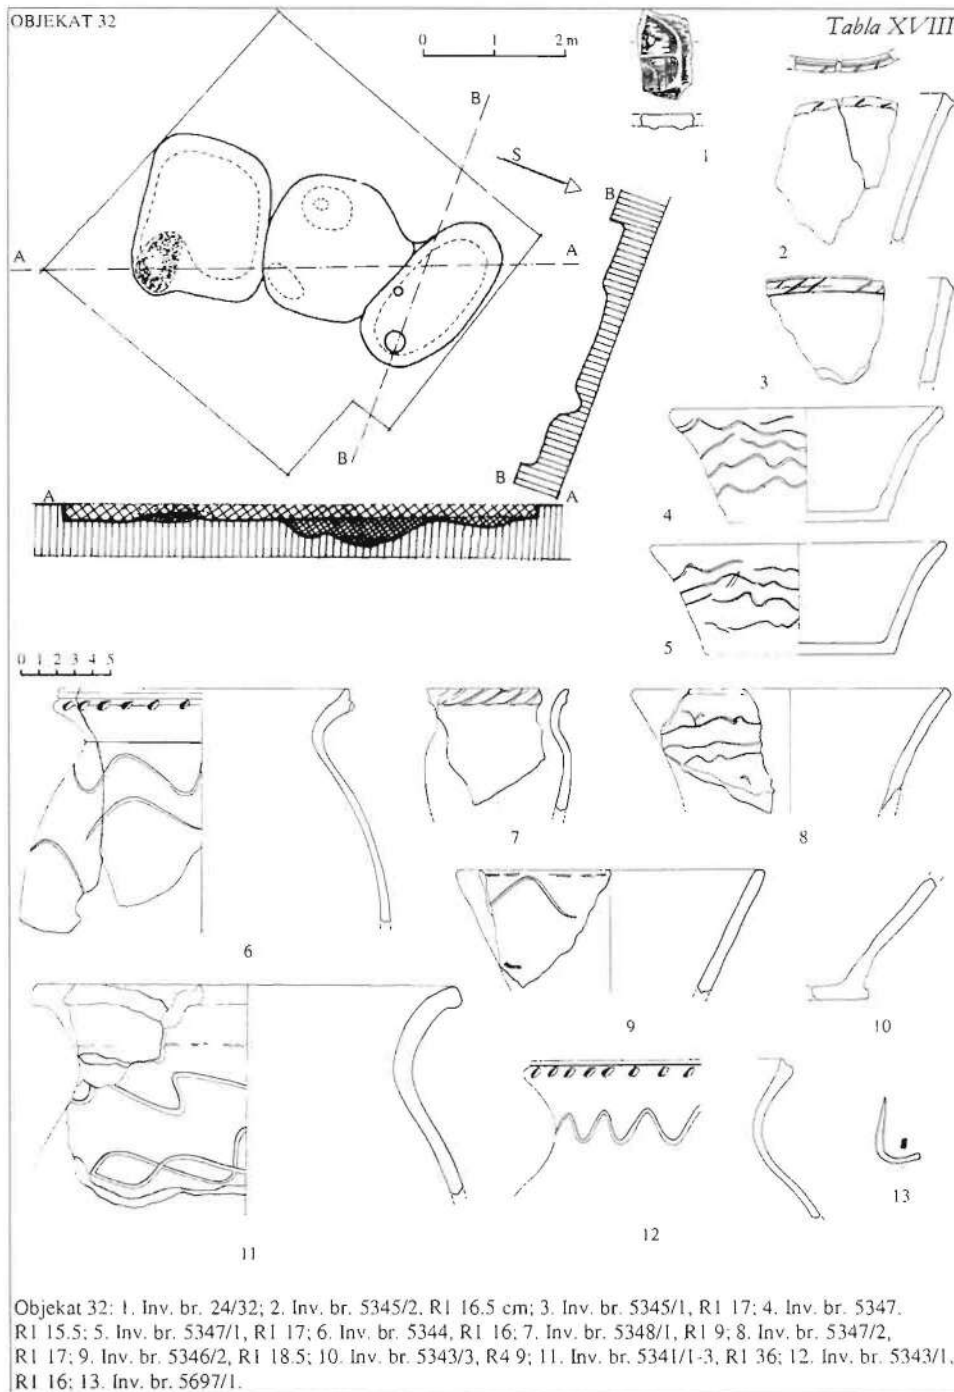 OBJEKAT 32
Tabla XVIII
0 1 2 m
B
S
1
B
A
A
2
3
B
B
A
A
4
5
0 1 2 3 4 5
6
7
8
9
10
11
12
13
Objekat 32: 1. Inv. br. 24/32; 2. Inv. br. 5345/2, R1 16.5 cm; 3. Inv. br. 5345/1, R1 17; 4. Inv. br. 5347.
R1 15.5; 5. Inv. br. 5347/1, R1 17; 6. Inv. br. 5344, R1 16; 7. Inv. br. 5348/1, R1 9; 8. Inv. br. 5347/2,
R1 17; 9. Inv. br. 5346/2, R1 18.5; 10. Inv. br. 5343/3, R4 9; 11. Inv. br. 5341/1-3, R1 36; 12. Inv. br. 5343/1,
R1 16; 13. Inv. br. 5697/1.